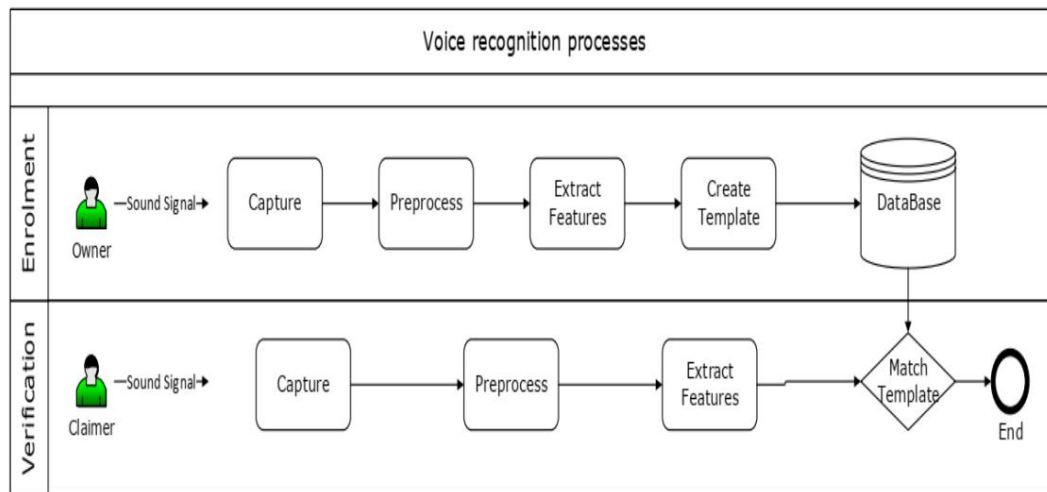 Voice recognition processes
Enrolment
Owner
Sound Signal
Capture
Preprocess
Extract
Features
Create
Template
DataBase
Verification
Claimer
Sound Signal
Capture
Preprocess
Extract
Features
Match
Template
End